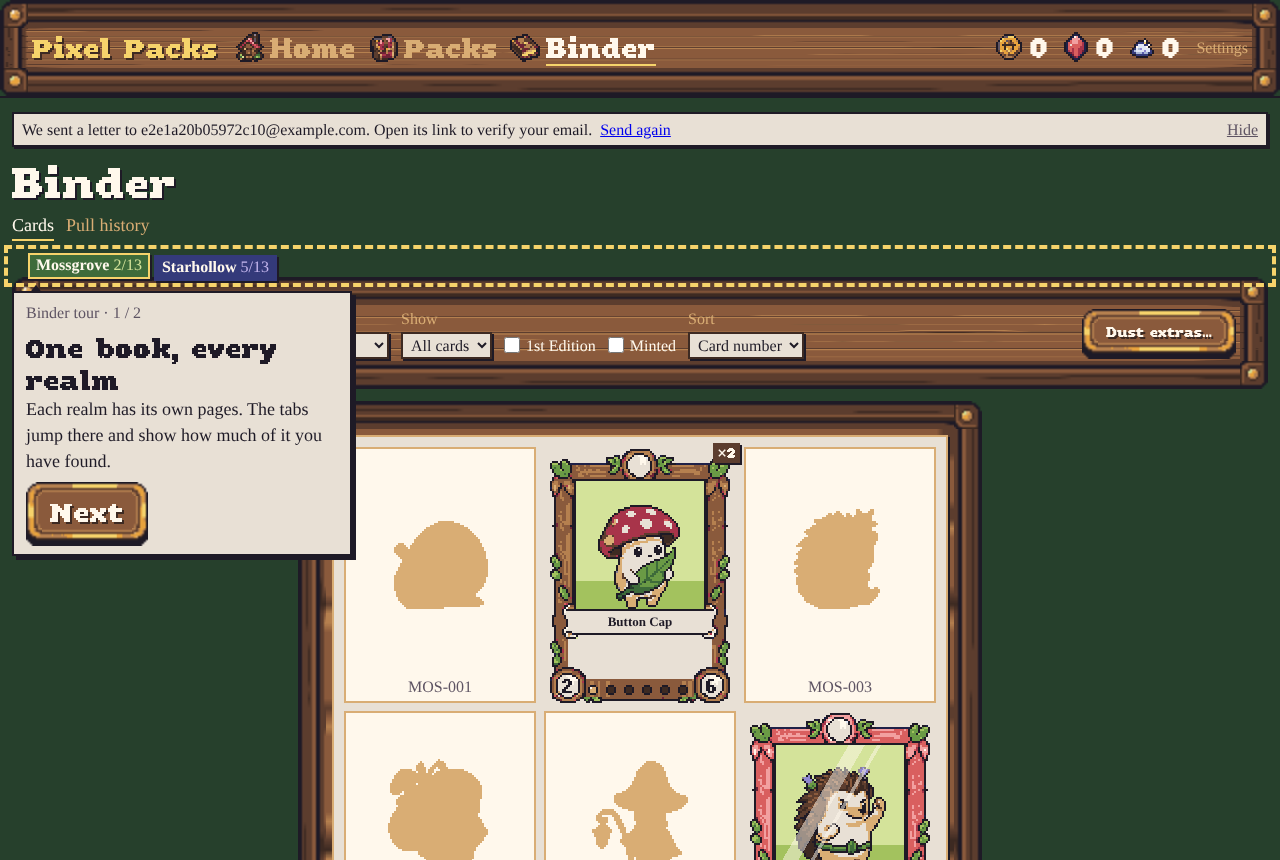 Pixel Packs Home Packs Binder 0 0 0 Settings
We sent a letter to e2e1a20b05972c10@example.com. Open its link to verify your email. Send again Hide
Binder
Cards Pull history
Mossgrove 2/13 Starhollow 5/13
Binder tour · 1 / 2
One book, every
realm
Each realm has its own pages. The tabs
jump there and show how much of it you
have found.
Next
Show
All cards
1st Edition
Minted
Sort
Card number
Dust extras...
×2
Button Cap
2 6
MOS-001
MOS-003